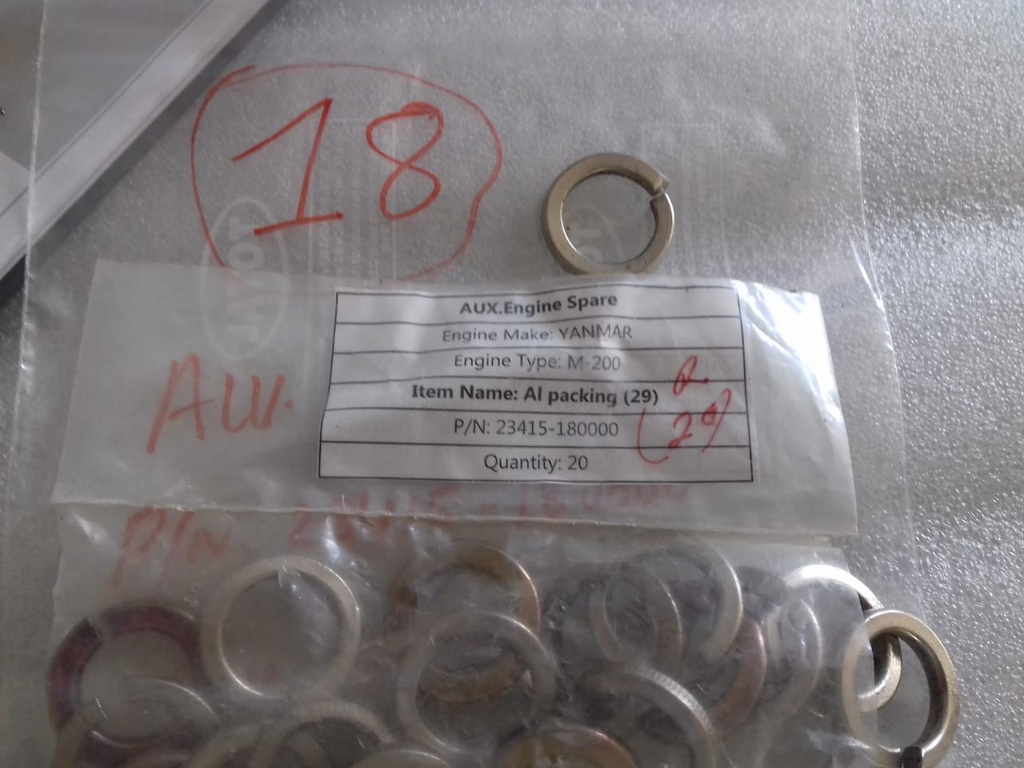 18
AUX.Engine Spare
Engine Make: YANMAR
Engine Type: M-200
Item Name: Al packing (29)
P/N: 23415-180000
(29)
Quantity: 20
P/N